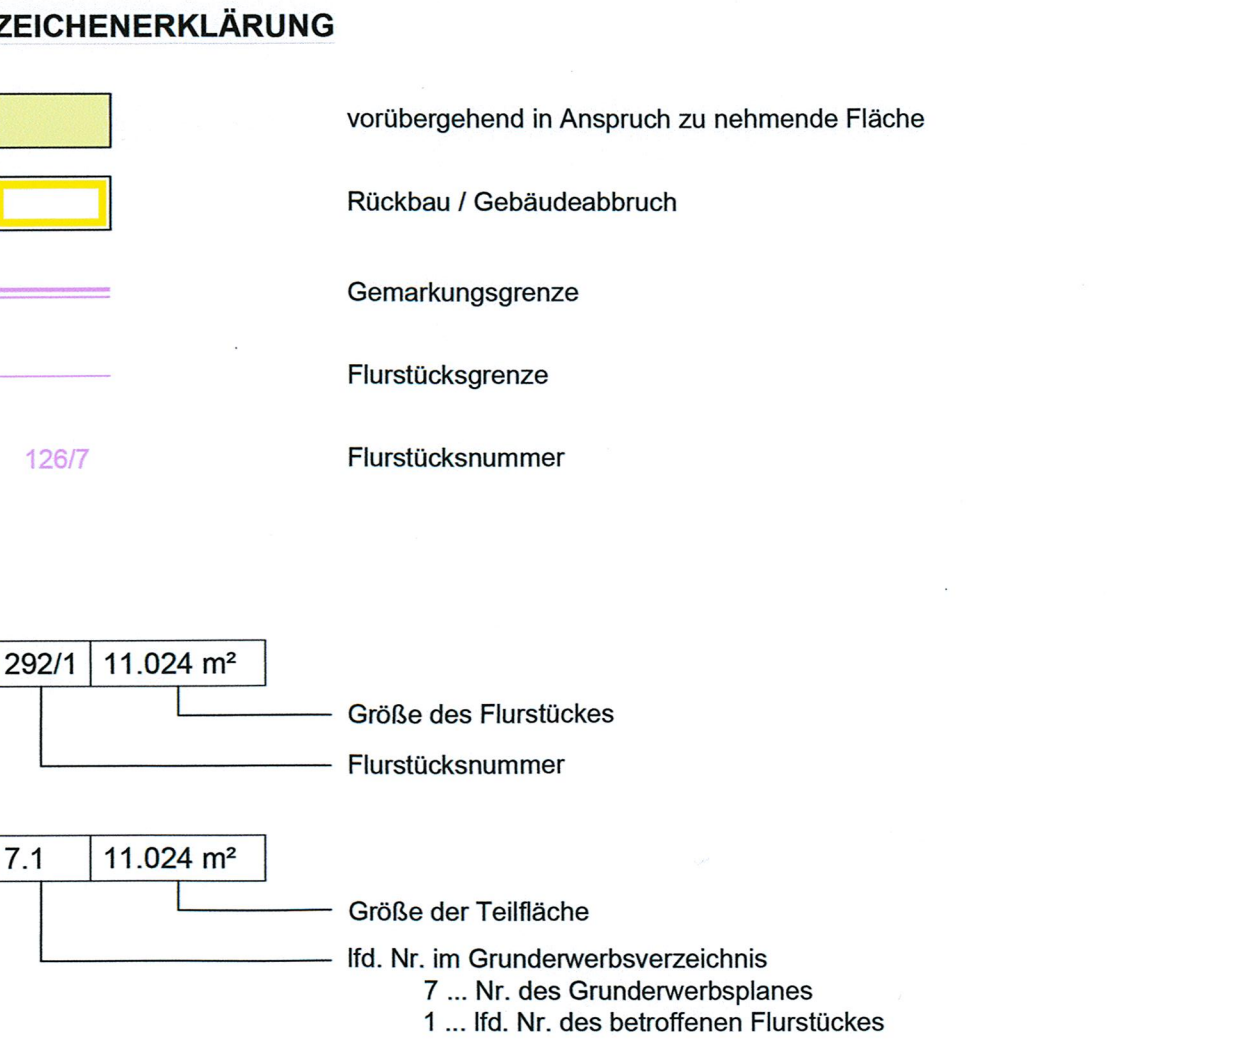 ZEICHENERKLÄRUNG
vorübergehend in Anspruch zu nehmende Fläche
Rückbau / Gebäudeabbruch
Gemarkungsgrenze
Flurstücksgrenze
126/7 Flurstücksnummer
292/1 11.024 m²
Größe des Flurstückes
Flurstücksnummer
7.1 11.024 m²
Größe der Teilfläche
lfd. Nr. im Grunderwerbsverzeichnis
7 ... Nr. des Grunderwerbsplanes
1 ... lfd. Nr. des betroffenen Flurstückes